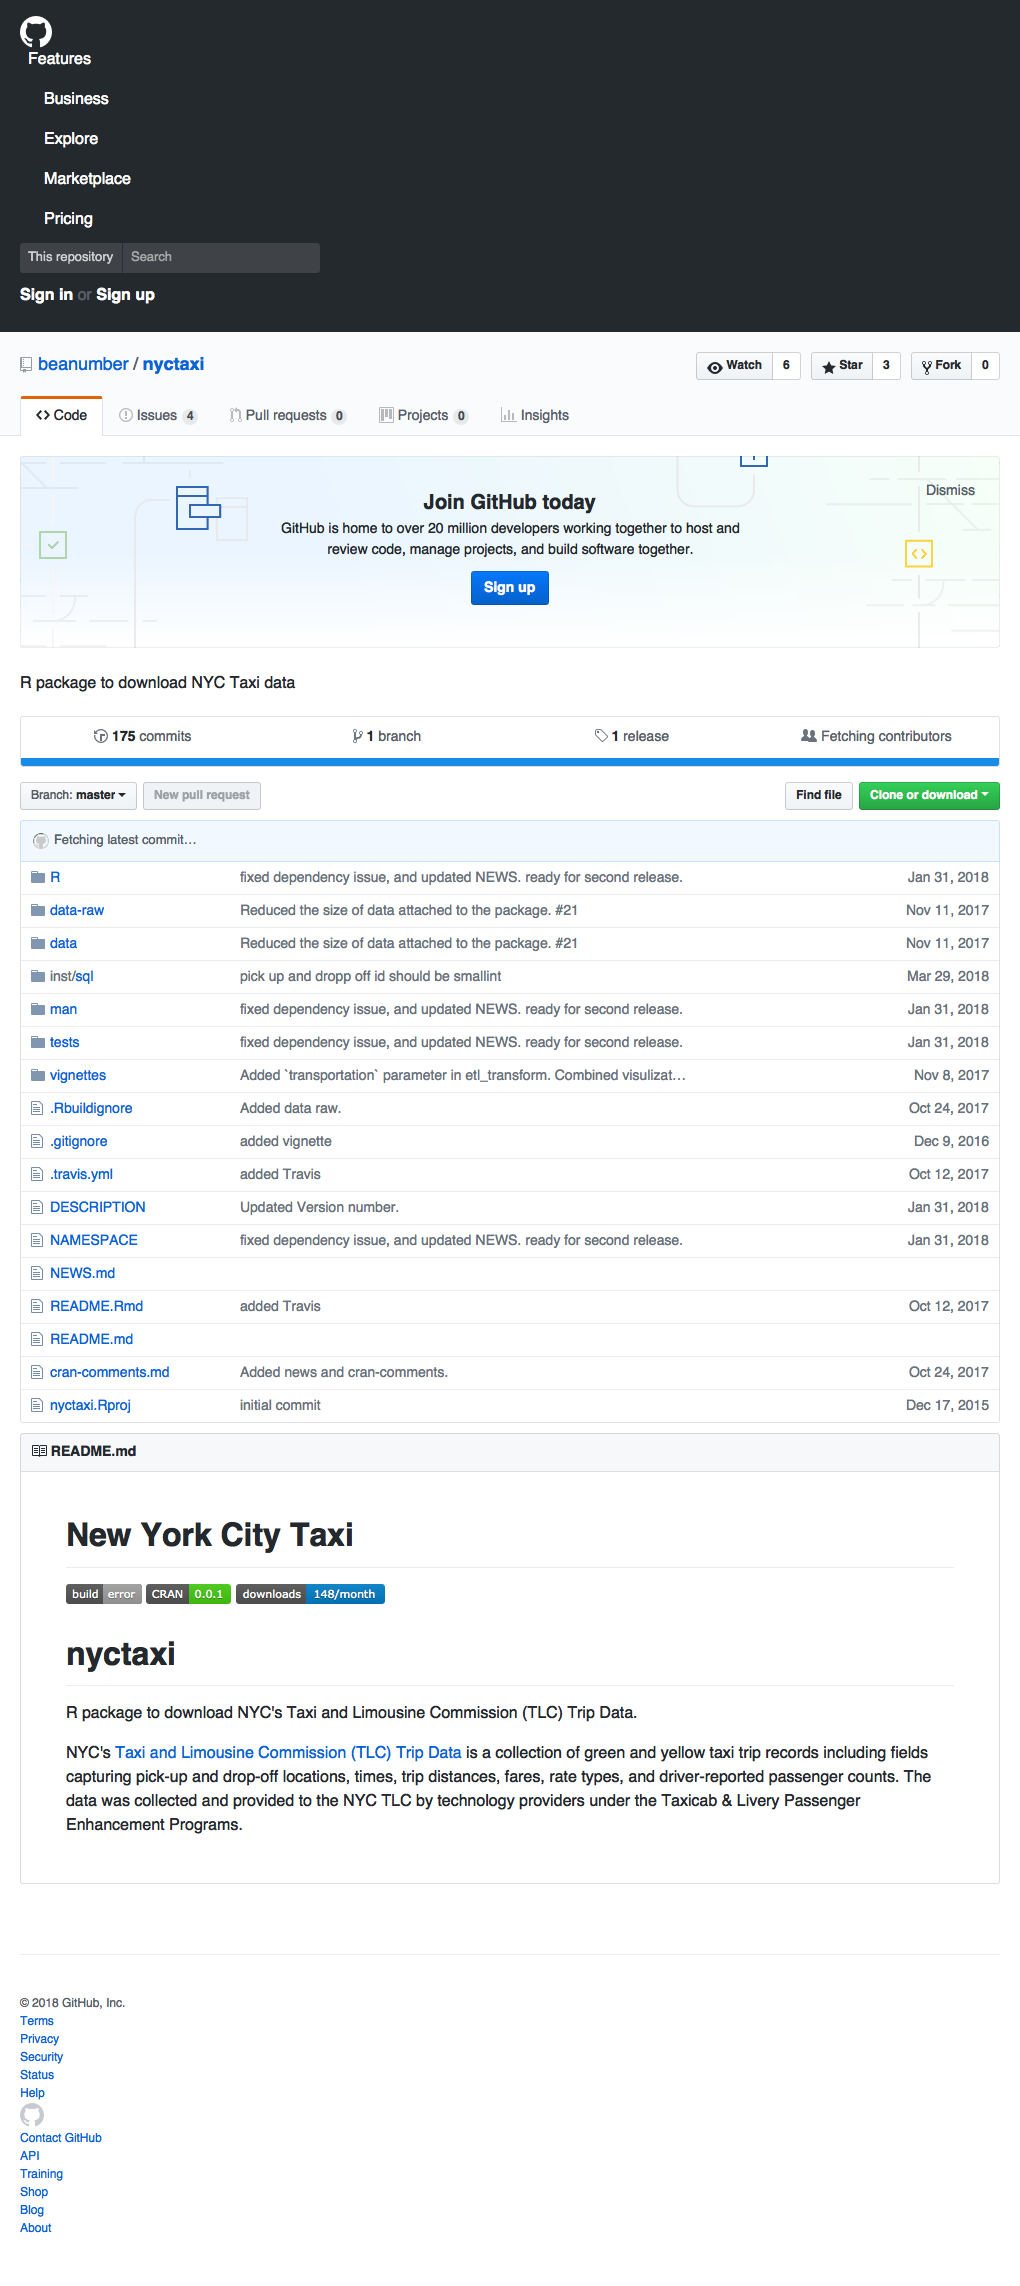 Features
Business
Explore
Marketplace
Pricing
This repository Search
Sign in or Sign up
beanumber / nyctaxi
Watch 6 Star 3 Fork 0
Code Issues 4 Pull requests 0 Projects 0 Insights
Dismiss
Join GitHub today
GitHub is home to over 20 million developers working together to host and
review code, manage projects, and build software together.
Sign up
R package to download NYC Taxi data
175 commits 1 branch 1 release Fetching contributors
Branch: master New pull request Find file Clone or download
Fetching latest commit…
R fixed dependency issue, and updated NEWS. ready for second release. Jan 31, 2018
data-raw Reduced the size of data attached to the package. #21 Nov 11, 2017
data Reduced the size of data attached to the package. #21 Nov 11, 2017
inst/sql pick up and dropp off id should be smallint Mar 29, 2018
man fixed dependency issue, and updated NEWS. ready for second release. Jan 31, 2018
tests fixed dependency issue, and updated NEWS. ready for second release. Jan 31, 2018
vignettes Added `transportation` parameter in etl_transform. Combined visulizat… Nov 8, 2017
.Rbuildignore Added data raw. Oct 24, 2017
.gitignore added vignette Dec 9, 2016
.travis.yml added Travis Oct 12, 2017
DESCRIPTION Updated Version number. Jan 31, 2018
NAMESPACE fixed dependency issue, and updated NEWS. ready for second release. Jan 31, 2018
NEWS.md
README.Rmd added Travis Oct 12, 2017
README.md
cran-comments.md Added news and cran-comments. Oct 24, 2017
nyctaxi.Rproj initial commit Dec 17, 2015
README.md
New York City Taxi
build error CRAN 0.0.1 downloads 148/month
nyctaxi
R package to download NYC's Taxi and Limousine Commission (TLC) Trip Data.
NYC's Taxi and Limousine Commission (TLC) Trip Data is a collection of green and yellow taxi trip records including fields
capturing pick-up and drop-off locations, times, trip distances, fares, rate types, and driver-reported passenger counts. The
data was collected and provided to the NYC TLC by technology providers under the Taxicab & Livery Passenger
Enhancement Programs.
© 2018 GitHub, Inc.
Terms
Privacy
Security
Status
Help
Contact GitHub
API
Training
Shop
Blog
About